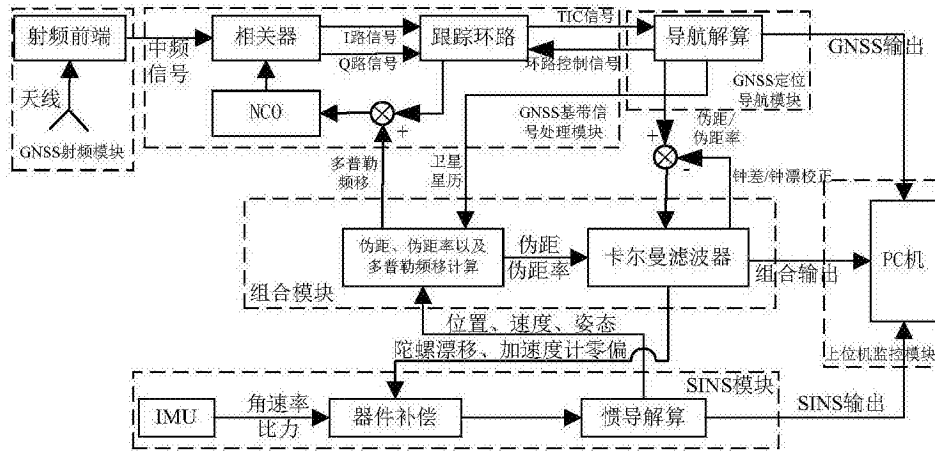 射频前端
天线
GNSS射频模块
中频
信号
相关器
I路信号
Q路信号
跟踪环路
NCO
+
GNSS基带信
号处理模块
TIC信号
环路控制信号
导航解算
GNSS定位
导航模块
GNSS输出
多普勒
频移
卫星
星历
伪距/
伪距率
+
-
钟差/钟漂校正
伪距、伪距率以及
多普勒频移计算
伪距
伪距率
卡尔曼滤波器
组合输出
组合模块
PC机
上位机监控模块
位置、速度、姿态
陀螺漂移、加速度计零偏
SINS模块
IMU
角速率
比力
器件补偿
惯导解算
SINS输出